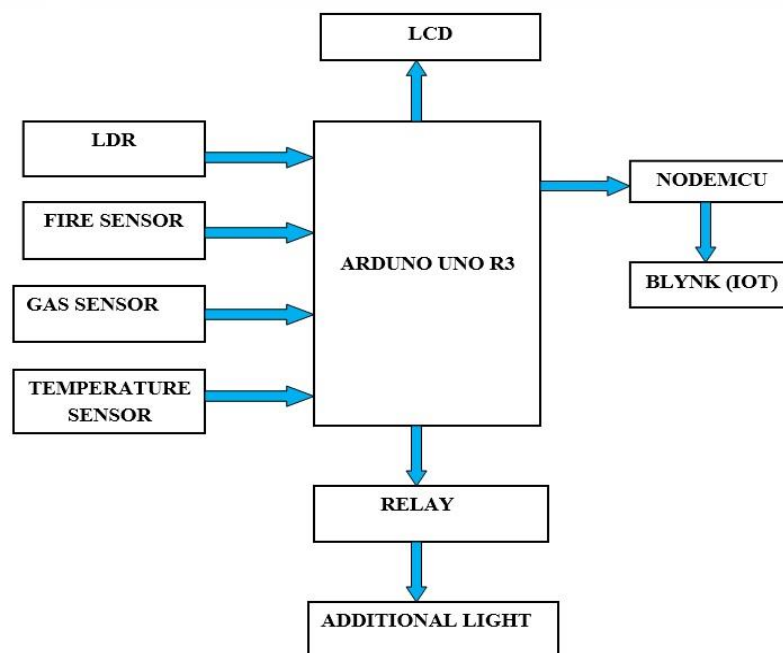 LCD
LDR
FIRE SENSOR
GAS SENSOR
TEMPERATURE
SENSOR
ARDUNO UNO R3
NODEMCU
BLYNK (IOT)
RELAY
ADDITIONAL LIGHT